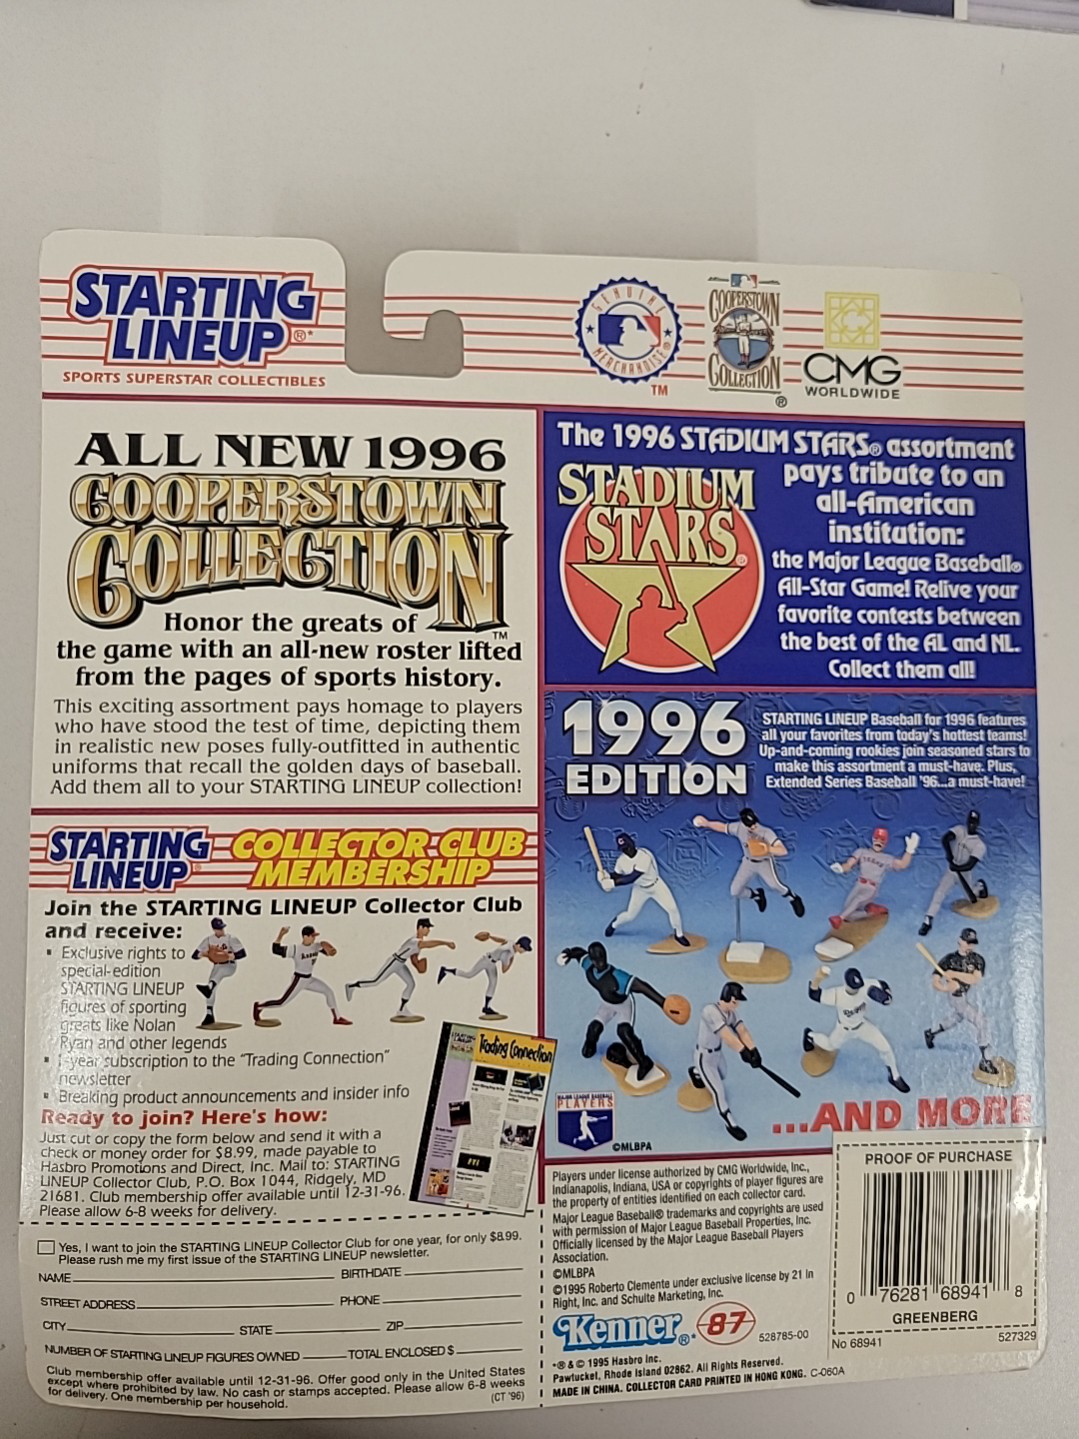 STARTING
LINEUP®*
SPORTS SUPERSTAR COLLECTIBLES
GENUINE
MERCHANDISE®
TM
COOPERSTOWN
COLLECTION
®
CMG
WORLDWIDE
ALL NEW 1996
COOPERSTOWN
COLLECTION
TM
Honor the greats of
the game with an all-new roster lifted
from the pages of sports history.
This exciting assortment pays homage to players
who have stood the test of time, depicting them
in realistic new poses fully-outfitted in authentic
uniforms that recall the golden days of baseball.
Add them all to your STARTING LINEUP collection!
The 1996 STADIUM STARS® assortment
pays tribute to an
all-American
institution:
the Major League Baseball®
All-Star Game! Relive your
favorite contests between
the best of the AL and NL.
Collect them all!
STADIUM
STARS®
1996
EDITION
STARTING LINEUP Baseball for 1996 features
all your favorites from today's hottest teams!
Up-and-coming rookies join seasoned stars to
make this assortment a must-have. Plus,
Extended Series Baseball '96...a must-have!
...AND MORE
MAJOR LEAGUE BASEBALL
PLAYERS
©MLBPA
STARTING
LINEUP®
COLLECTOR CLUB
MEMBERSHIP
Join the STARTING LINEUP Collector Club
and receive:
▪ Exclusive rights to
special-edition
STARTING LINEUP
figures of sporting
greats like Nolan
Ryan and other legends
▪ 1-year subscription to the "Trading Connection"
newsletter
▪ Breaking product announcements and insider info
Trading Connection
Ready to join? Here's how:
Just cut or copy the form below and send it with a
check or money order for $8.99, made payable to
Hasbro Promotions and Direct, Inc. Mail to: STARTING
LINEUP Collector Club, P.O. Box 1044, Ridgely, MD
21681. Club membership offer available until 12-31-96.
Please allow 6-8 weeks for delivery.
Yes, I want to join the STARTING LINEUP Collector Club for one year, for only $8.99.
Please rush me my first issue of the STARTING LINEUP newsletter.
NAME BIRTHDATE
STREET ADDRESS PHONE
CITY STATE ZIP
NUMBER OF STARTING LINEUP FIGURES OWNED TOTAL ENCLOSED $
Club membership offer available until 12-31-96. Offer good only in the United States
except where prohibited by law. No cash or stamps accepted. Please allow 6-8 weeks
for delivery. One membership per household. (CT '96)
Players under license authorized by CMG Worldwide, Inc.,
Indianapolis, Indiana, USA or copyrights of player figures are
the property of entities identified on each collector card.
Major League Baseball® trademarks and copyrights are used
with permission of Major League Baseball Properties, Inc.
Officially licensed by the Major League Baseball Players
Association.
©MLBPA
©1995 Roberto Clemente under exclusive license by 21 In
Right, Inc. and Schulte Marketing, Inc.
Kenner®* 87 528785-00
*® & © 1995 Hasbro Inc.
Pawtucket, Rhode Island 02862. All Rights Reserved.
MADE IN CHINA. COLLECTOR CARD PRINTED IN HONG KONG. C-060A
PROOF OF PURCHASE
0 76281 68941 8
GREENBERG
No 68941 527329